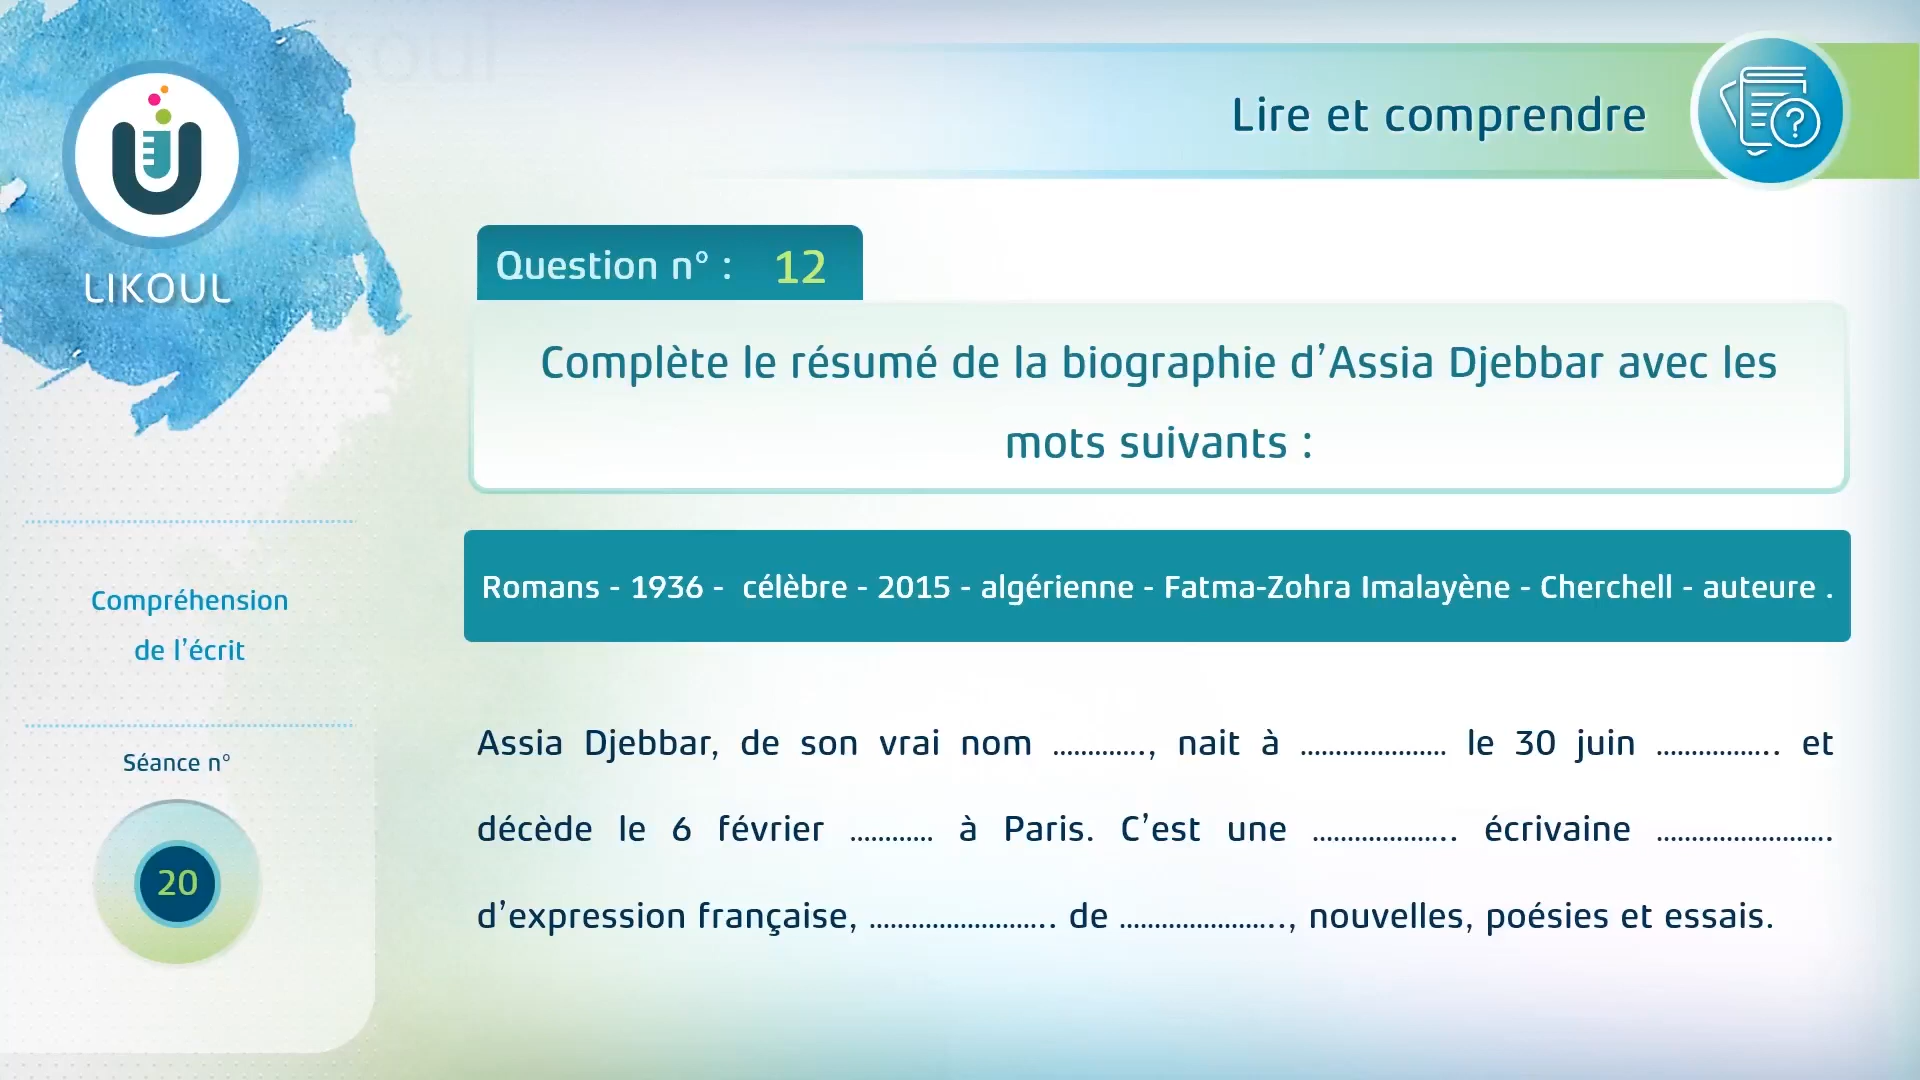 LIKOUL
Lire et comprendre
Question n° : 12
Complète le résumé de la biographie d'Assia Djebbar avec les
mots suivants :
Romans - 1936 - célèbre - 2015 - algérienne - Fatma-Zohra Imalayène - Cherchell - auteure .
Compréhension
de l'écrit
Séance n°
20
Assia Djebbar, de son vrai nom ............., nait à ..................... le 30 juin ................. et
décède le 6 février ............ à Paris. C'est une .................... écrivaine .........................
d'expression française, .......................... de ......................., nouvelles, poésies et essais.